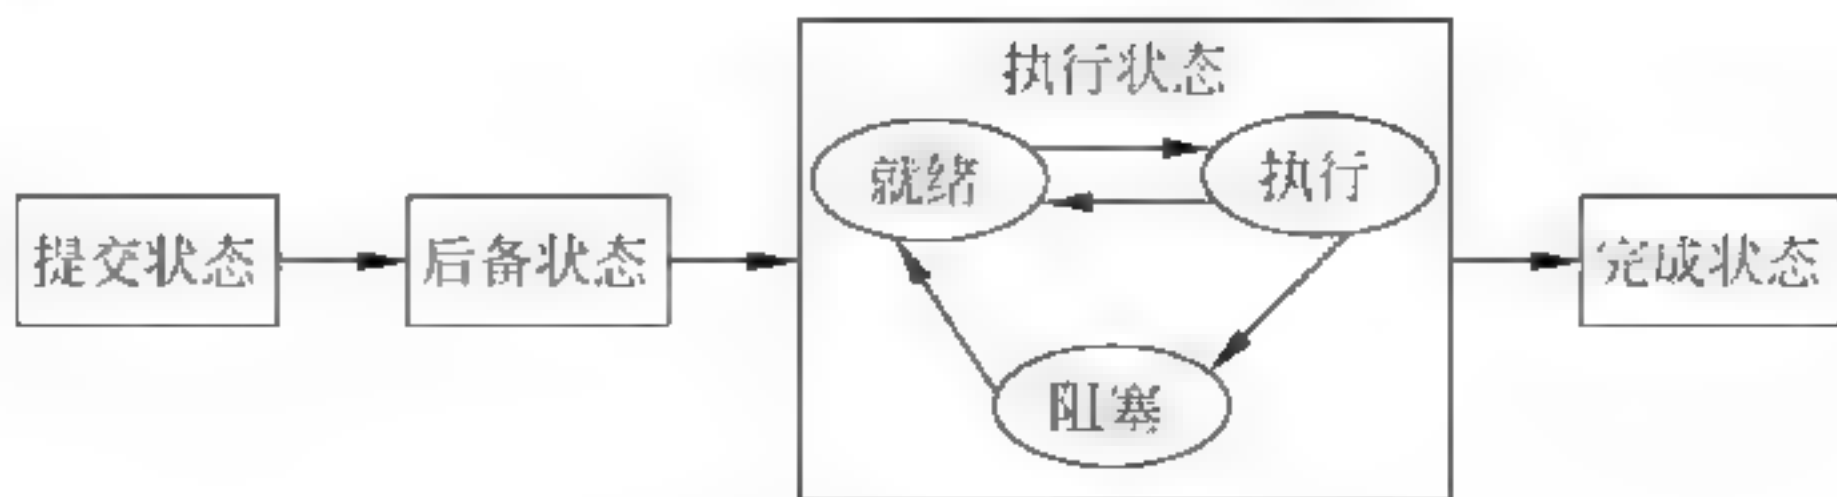 执行状态
就绪
执行
提交状态
后备状态
完成状态
阻塞